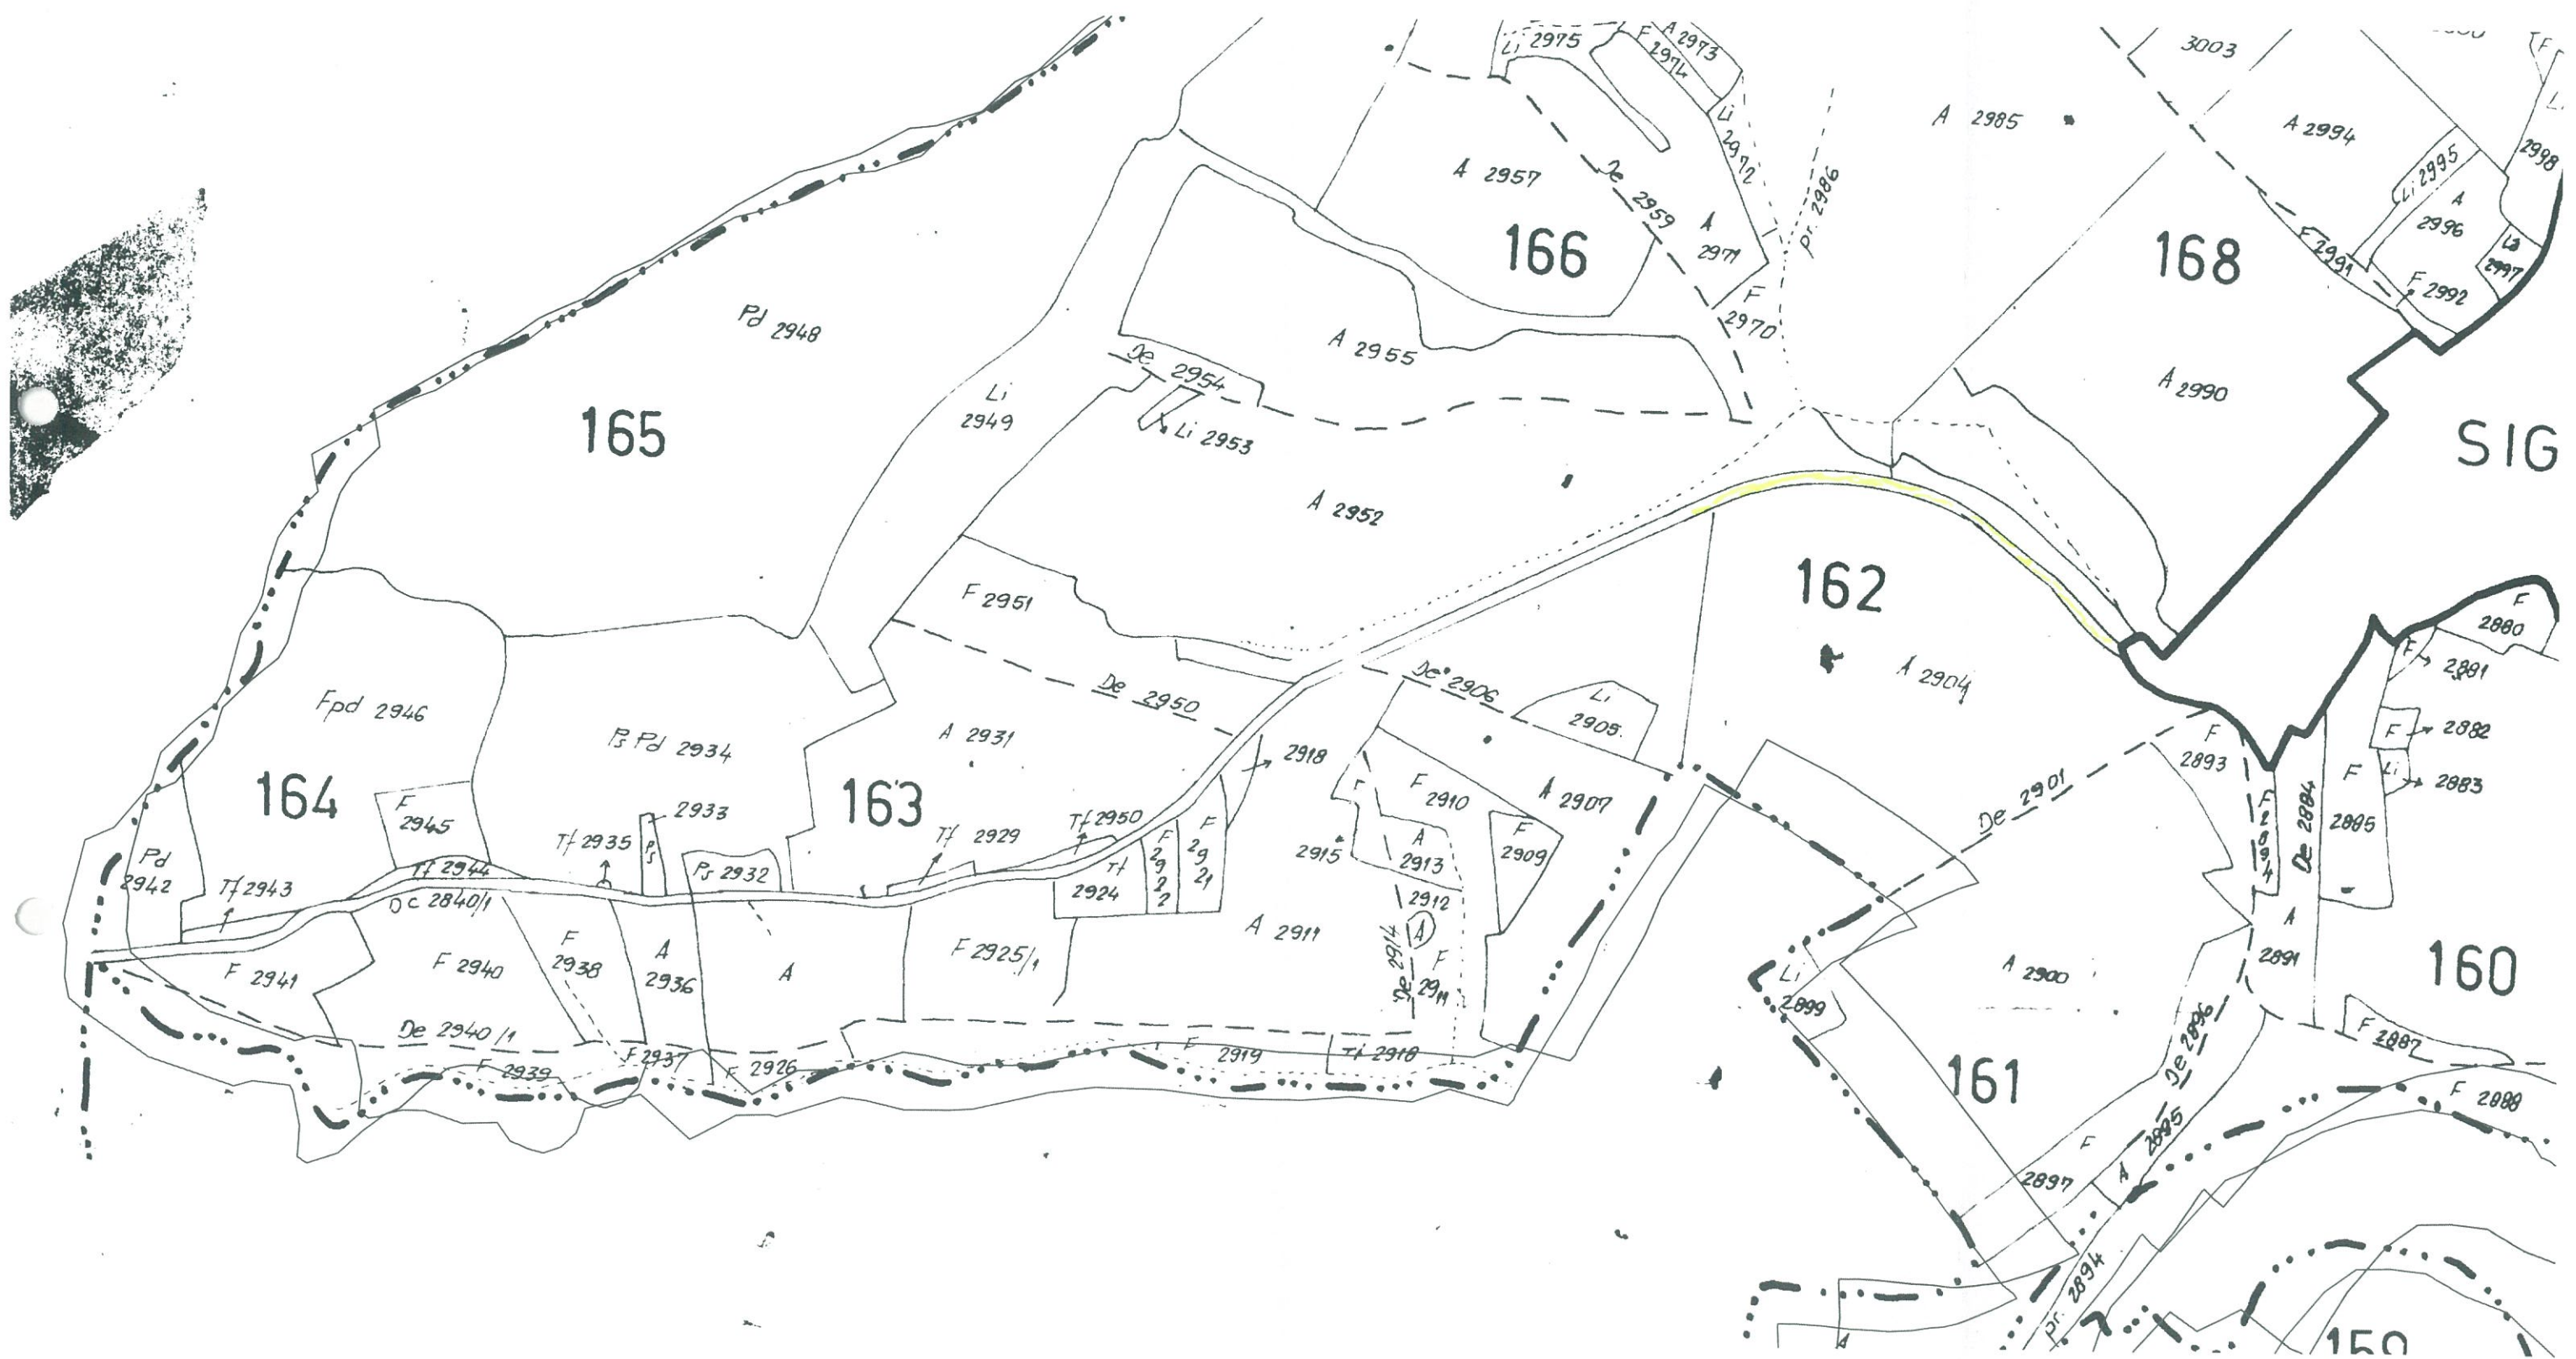 Li 2975
F 2974
A 2973
3003
A 2985
A 2994
Li 2995
2998
A 2957
De 2959
Li 2972
pr. 2986
A 2971
A 2996
2997
F 2991
F 2992
166
168
F 2970
Pd 2948
A 2955
De 2954
A 2990
165
Li 2949
Li 2953
SIG
A 2952
F 2951
162
F 2880
2881
F
Fpd 2946
Ps Pd 2934
A 2931
De 2950
De 2906
Li 2905
A 2904
F 2893
F 2882
Li 2883
164
163
2918
F 2945
2933
Ps
Tf 2935
Tf 2929
Tf 2950
F 2910
A 2907
De 2901
F 2885
De 2884
Pd 2942
Tf 2943
Tf 2944
Dc 2840/1
Ps 2932
Tf 2924
F 2922
F 2921
2915
A 2913
F 2909
2912
A
F 2941
F 2940
F 2938
A 2936
A
F 2925/1
A 2911
De 2914
F
A 2900
A 2891
160
Li 2899
De 2940/1
F 2939
F 2937
F 2926
F 2919
161
De 2896
F 2887
F 2888
F 2897
A 2895
pr. 2894